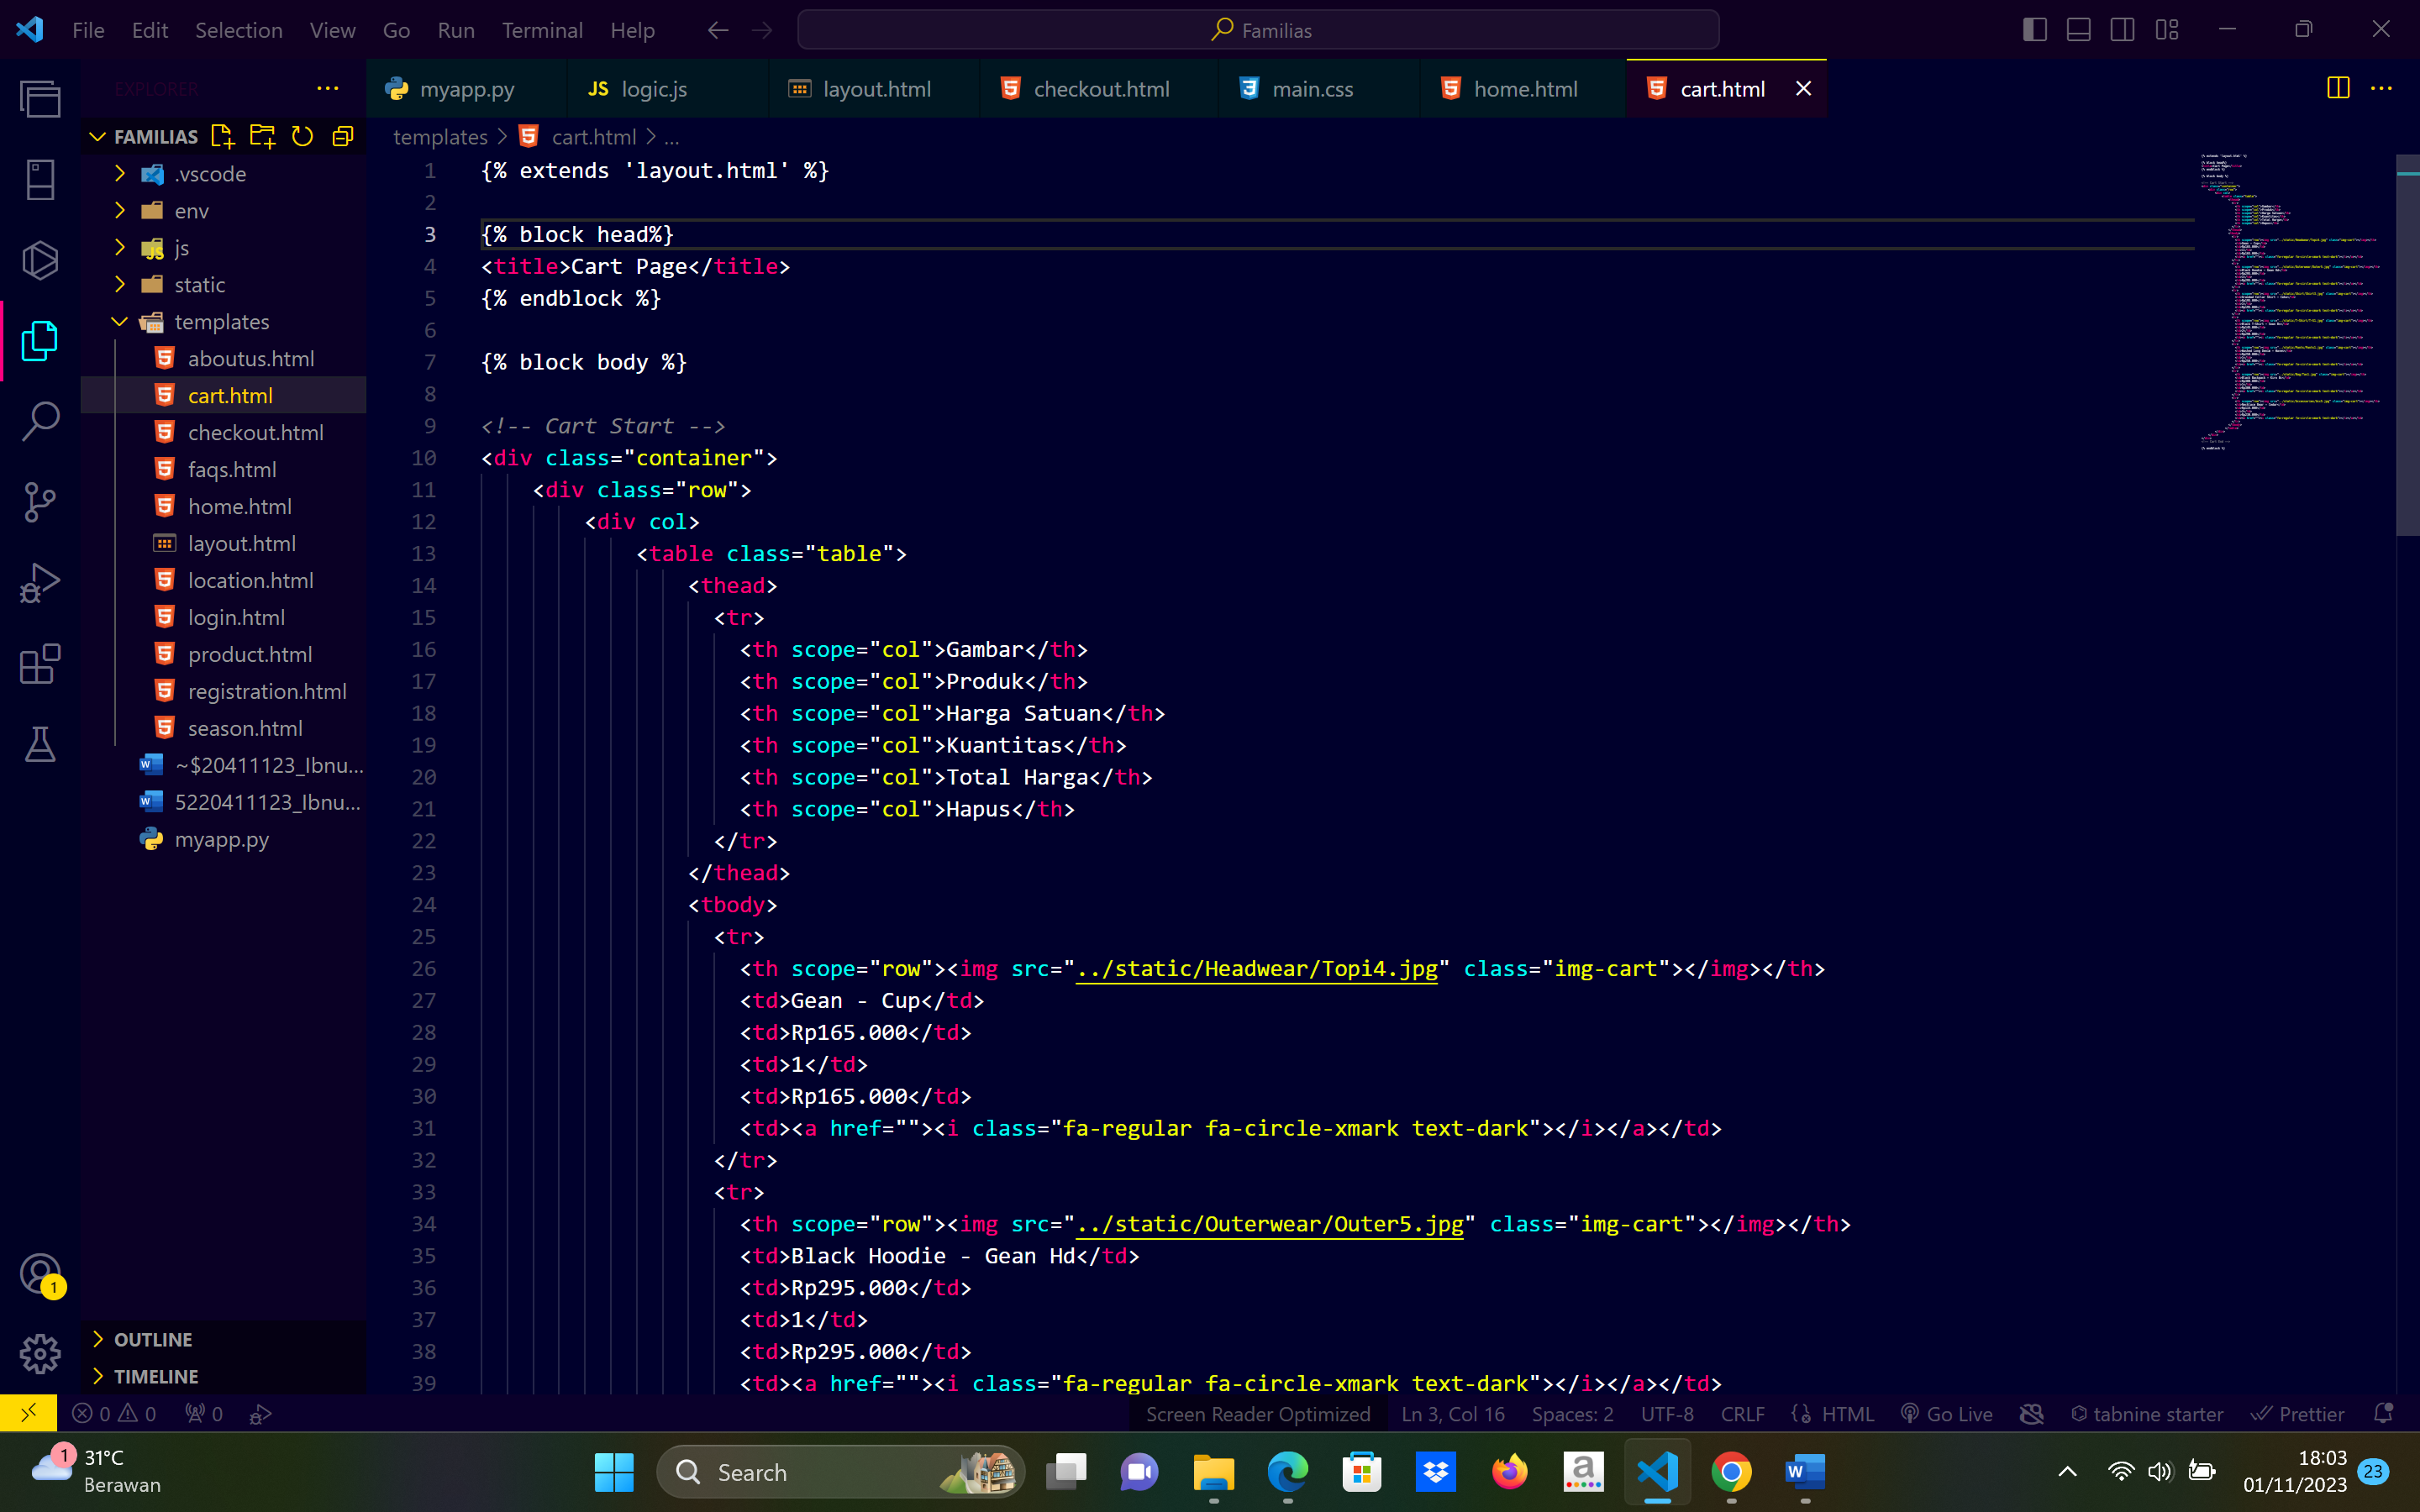 File Edit Selection View Go Run Terminal Help Familias
EXPLORER
myapp.py JS logic.js layout.html checkout.html main.css home.html cart.html
FAMILIAS
templates > cart.html > ...
.vscode
env
js
static
templates
aboutus.html
cart.html
checkout.html
faqs.html
home.html
layout.html
location.html
login.html
product.html
registration.html
season.html
~$20411123_Ibnu...
5220411123_Ibnu...
myapp.py
OUTLINE
TIMELINE
1 {% extends 'layout.html' %}
2
3 {% block head%}
4 <title>Cart Page</title>
5 {% endblock %}
6
7 {% block body %}
8
9 <!-- Cart Start -->
10 <div class="container">
11 <div class="row">
12 <div col>
13 <table class="table">
14 <thead>
15 <tr>
16 <th scope="col">Gambar</th>
17 <th scope="col">Produk</th>
18 <th scope="col">Harga Satuan</th>
19 <th scope="col">Kuantitas</th>
20 <th scope="col">Total Harga</th>
21 <th scope="col">Hapus</th>
22 </tr>
23 </thead>
24 <tbody>
25 <tr>
26 <th scope="row"><img src="../static/Headwear/Topi4.jpg" class="img-cart"></img></th>
27 <td>Gean - Cup</td>
28 <td>Rp165.000</td>
29 <td>1</td>
30 <td>Rp165.000</td>
31 <td><a href=""><i class="fa-regular fa-circle-xmark text-dark"></i></a></td>
32 </tr>
33 <tr>
34 <th scope="row"><img src="../static/Outerwear/Outer5.jpg" class="img-cart"></img></th>
35 <td>Black Hoodie - Gean Hd</td>
36 <td>Rp295.000</td>
37 <td>1</td>
38 <td>Rp295.000</td>
39 <td><a href=""><i class="fa-regular fa-circle-xmark text-dark"></i></a></td>
1
0 0 0 Screen Reader Optimized Ln 3, Col 16 Spaces: 2 UTF-8 CRLF HTML Go Live tabnine starter Prettier
1 31°C
Berawan
Search
18:03
01/11/2023
23